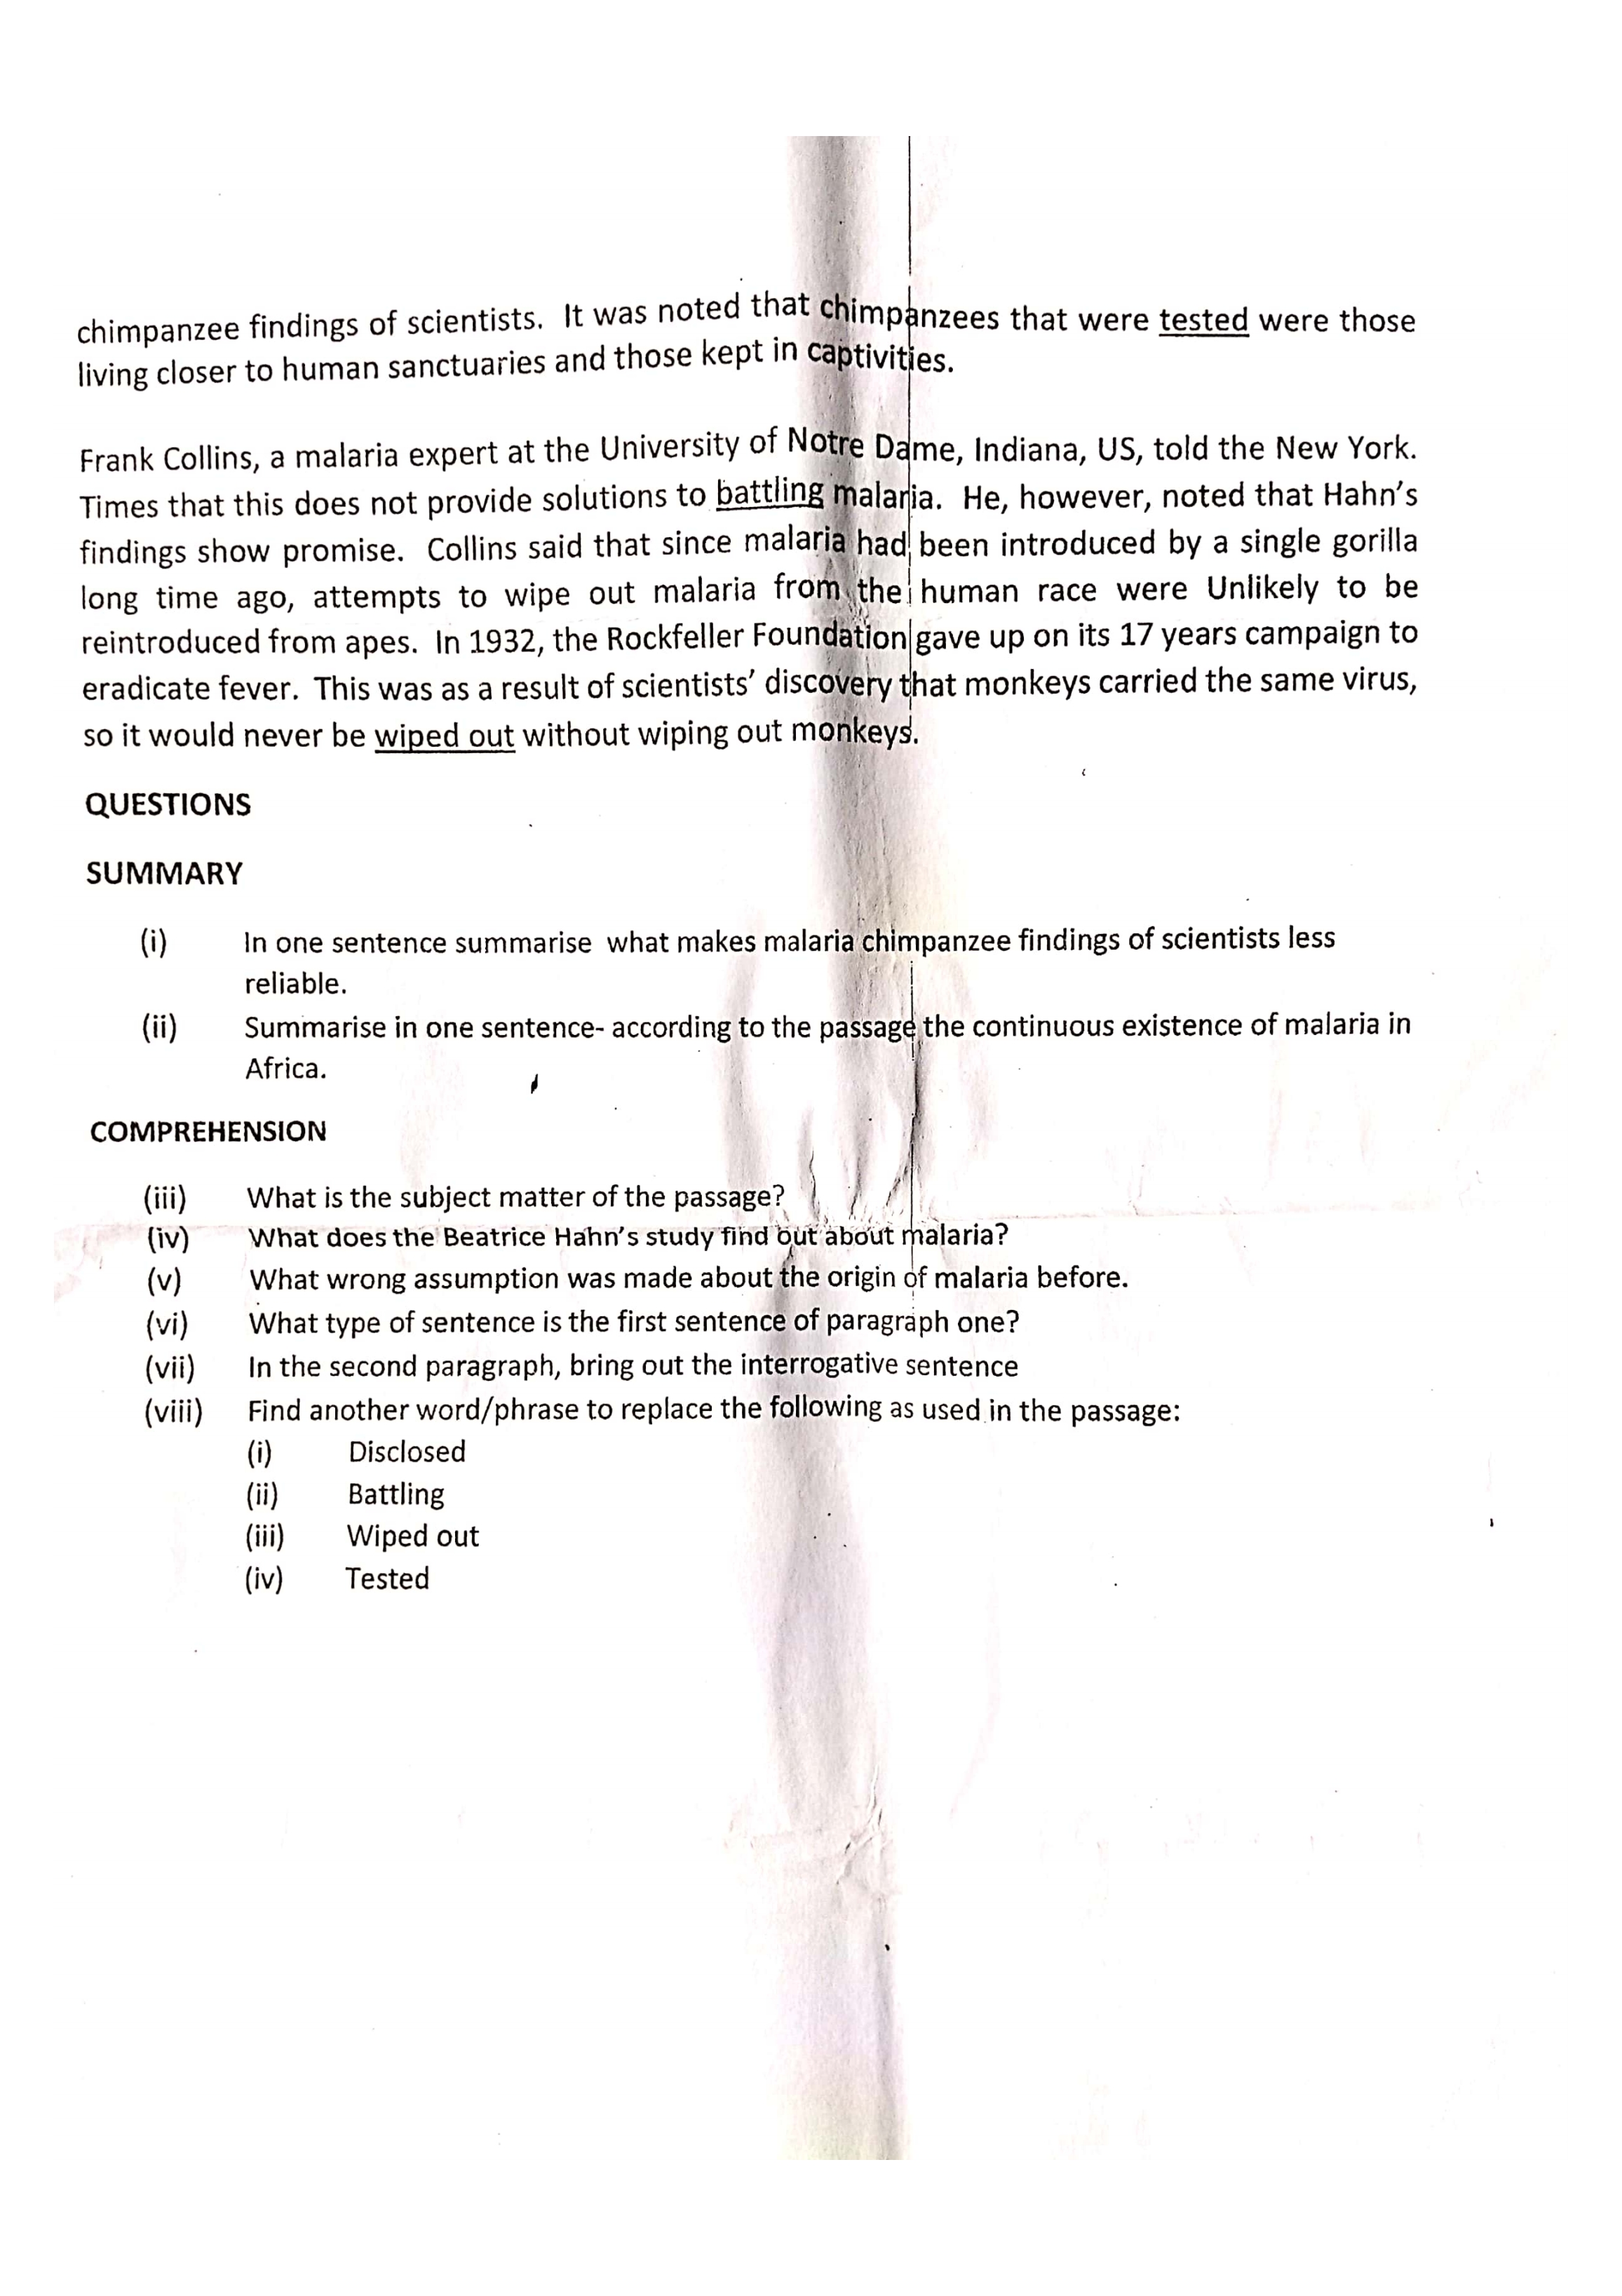 chimpanzee findings of scientists. It was noted that chimpanzees that were tested were those
living closer to human sanctuaries and those kept in captivities.
Frank Collins, a malaria expert at the University of Notre Dame, Indiana, US, told the New York.
Times that this does not provide solutions to battling malaria. He, however, noted that Hahn's
findings show promise. Collins said that since malaria had been introduced by a single gorilla
long time ago, attempts to wipe out malaria from the human race were Unlikely to be
reintroduced from apes. In 1932, the Rockfeller Foundation gave up on its 17 years campaign to
eradicate fever. This was as a result of scientists' discovery that monkeys carried the same virus,
so it would never be wiped out without wiping out monkeys.
QUESTIONS
SUMMARY
(i) In one sentence summarise what makes malaria chimpanzee findings of scientists less
reliable.
(ii) Summarise in one sentence- according to the passage the continuous existence of malaria in
Africa.
COMPREHENSION
(iii) What is the subject matter of the passage?
(iv) What does the Beatrice Hahn's study find out about malaria?
(v) What wrong assumption was made about the origin of malaria before.
(vi) What type of sentence is the first sentence of paragraph one?
(vii) In the second paragraph, bring out the interrogative sentence
(viii) Find another word/phrase to replace the following as used in the passage:
(i) Disclosed
(ii) Battling
(iii) Wiped out
(iv) Tested